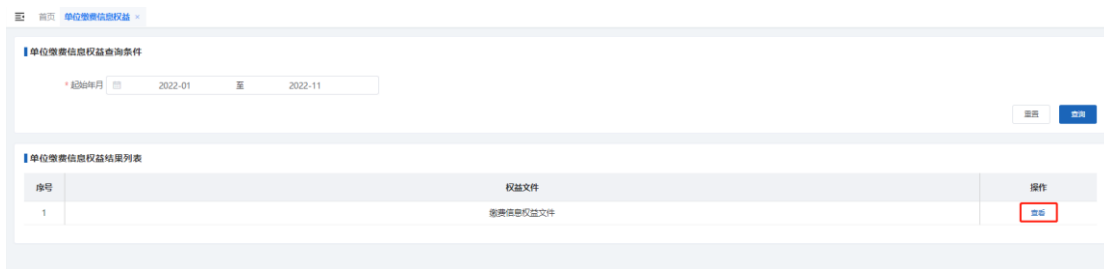 首页 单位缴费信息权益 ×
单位缴费信息权益查询条件
* 起始年月 2022-01 至 2022-11
重置 查询
单位缴费信息权益结果列表
序号 权益文件 操作
1 缴费信息权益文件 查看